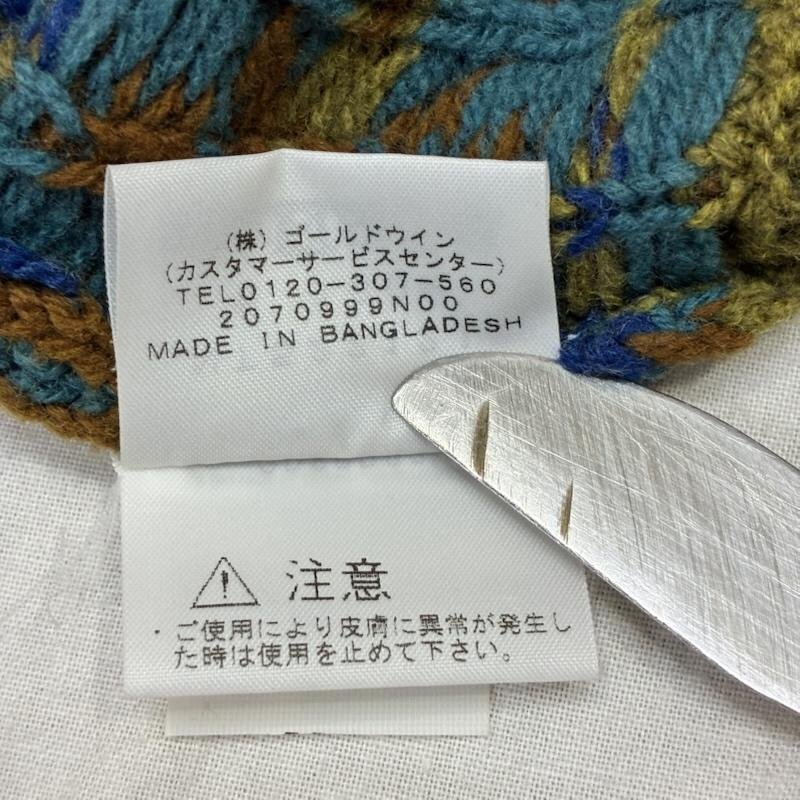 （株）ゴールドウイン
（カスタマーサービスセンター）
TEL0120-307-560
2070999N00
MADE IN BANGLADESH
注意
・ご使用により皮膚に異常が発生し
た時は使用を止めて下さい。